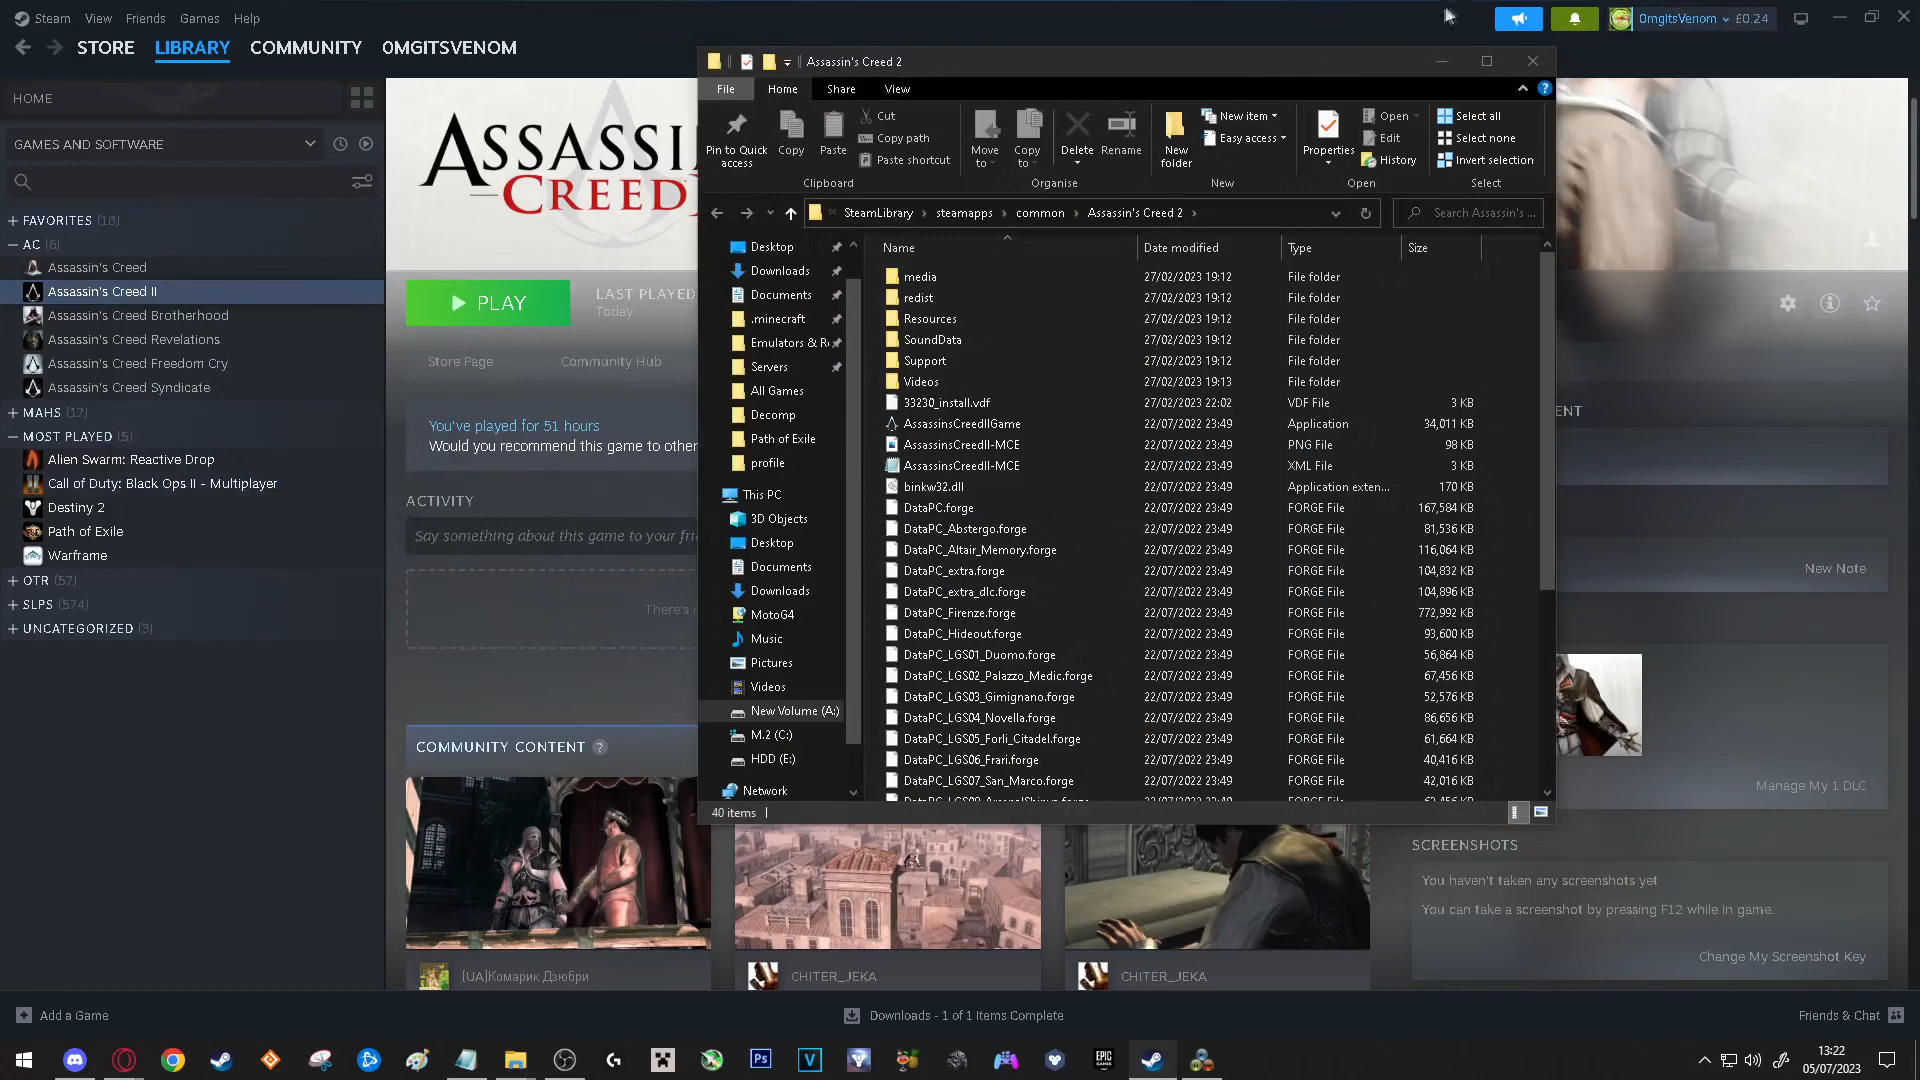 Steam View Friends Games Help
0mgItsVenom £0.24
STORE LIBRARY COMMUNITY 0MGITSVENOM
HOME
GAMES AND SOFTWARE
FAVORITES (18)
AC (6)
Assassin's Creed
Assassin's Creed II
Assassin's Creed Brotherhood
Assassin's Creed Revelations
Assassin's Creed Freedom Cry
Assassin's Creed Syndicate
MAHS (17)
MOST PLAYED (5)
Alien Swarm: Reactive Drop
Call of Duty: Black Ops II - Multiplayer
Destiny 2
Path of Exile
Warframe
OTR (57)
SLPS (574)
UNCATEGORIZED (3)
ASSASSI
CREED
PLAY
LAST PLAYED
Today
Store Page Community Hub
You've played for 51 hours
Would you recommend this game to other
ACTIVITY
Say something about this game to your frie
There's n
COMMUNITY CONTENT ?
[UA]Комарик Дзюбри
CHITER_JEKA
CHITER_JEKA
Assassin's Creed 2
File Home Share View
Pin to Quick access
Copy
Paste
Cut
Copy path
Paste shortcut
Clipboard
Move to
Copy to
Delete
Rename
Organise
New folder
New item
Easy access
New
Properties
Open
Edit
History
Open
Select all
Select none
Invert selection
Select
SteamLibrary steamapps common Assassin's Creed 2
Search Assassin's ...
Desktop
Downloads
Documents
.minecraft
Emulators & R
Servers
All Games
Decomp
Path of Exile
profile
This PC
3D Objects
Desktop
Documents
Downloads
MotoG4
Music
Pictures
Videos
New Volume (A:)
M.2 (C:)
HDD (E:)
Network
Name Date modified Type Size
media 27/02/2023 19:12 File folder
redist 27/02/2023 19:12 File folder
Resources 27/02/2023 19:12 File folder
SoundData 27/02/2023 19:12 File folder
Support 27/02/2023 19:12 File folder
Videos 27/02/2023 19:13 File folder
33230_install.vdf 27/02/2023 22:02 VDF File 3 KB
AssassinsCreedIIGame 22/07/2022 23:49 Application 34,011 KB
AssassinsCreedII-MCE 22/07/2022 23:49 PNG File 98 KB
AssassinsCreedII-MCE 22/07/2022 23:49 XML File 3 KB
binkw32.dll 22/07/2022 23:49 Application exten... 170 KB
DataPC.forge 22/07/2022 23:49 FORGE File 167,584 KB
DataPC_Abstergo.forge 22/07/2022 23:49 FORGE File 81,536 KB
DataPC_Altair_Memory.forge 22/07/2022 23:49 FORGE File 116,064 KB
DataPC_extra.forge 22/07/2022 23:49 FORGE File 104,832 KB
DataPC_extra_dlc.forge 22/07/2022 23:49 FORGE File 104,896 KB
DataPC_Firenze.forge 22/07/2022 23:49 FORGE File 772,992 KB
DataPC_Hideout.forge 22/07/2022 23:49 FORGE File 93,600 KB
DataPC_LGS01_Duomo.forge 22/07/2022 23:49 FORGE File 56,864 KB
DataPC_LGS02_Palazzo_Medic.forge 22/07/2022 23:49 FORGE File 67,456 KB
DataPC_LGS03_Gimignano.forge 22/07/2022 23:49 FORGE File 52,576 KB
DataPC_LGS04_Novella.forge 22/07/2022 23:49 FORGE File 86,656 KB
DataPC_LGS05_Forli_Citadel.forge 22/07/2022 23:49 FORGE File 61,664 KB
DataPC_LGS06_Frari.forge 22/07/2022 23:49 FORGE File 40,416 KB
DataPC_LGS07_San_Marco.forge 22/07/2022 23:49 FORGE File 42,016 KB
40 items
ENT
New Note
Manage My 1 DLC
SCREENSHOTS
You haven't taken any screenshots yet
You can take a screenshot by pressing F12 while in game.
Change My Screenshot Key
Add a Game
Downloads - 1 of 1 Items Complete
Friends & Chat
Ps
V
EPIC GAMES
13:22
05/07/2023